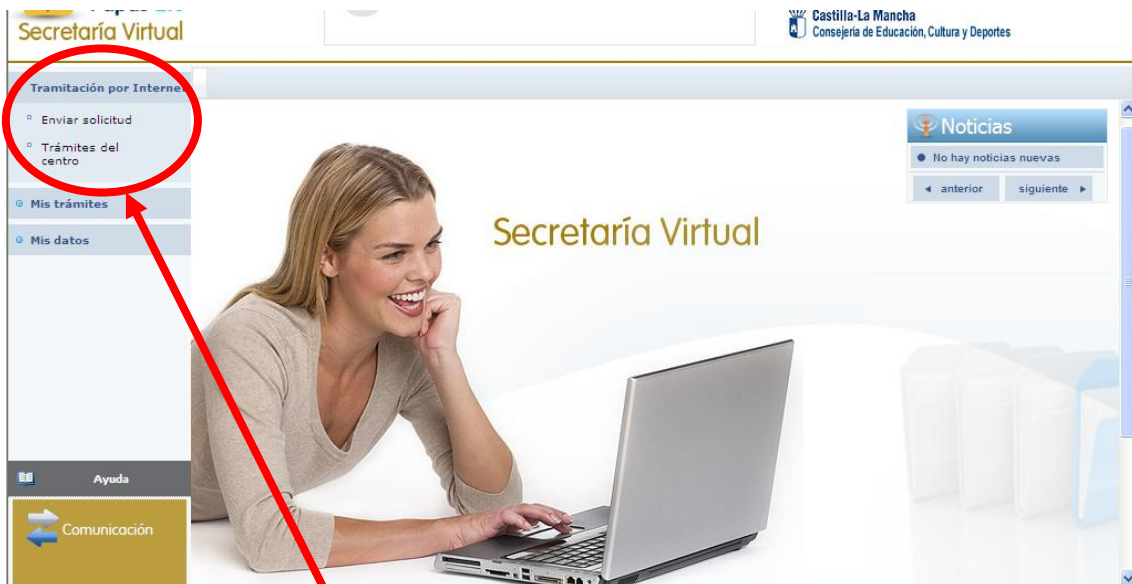 Secretaría Virtual
Castilla-La Mancha
Consejería de Educación, Cultura y Deportes
Tramitación por Internet
Enviar solicitud
Trámites del
centro
Mis trámites
Mis datos
Noticias
No hay noticias nuevas
anterior siguiente
Secretaría Virtual
Ayuda
Comunicación